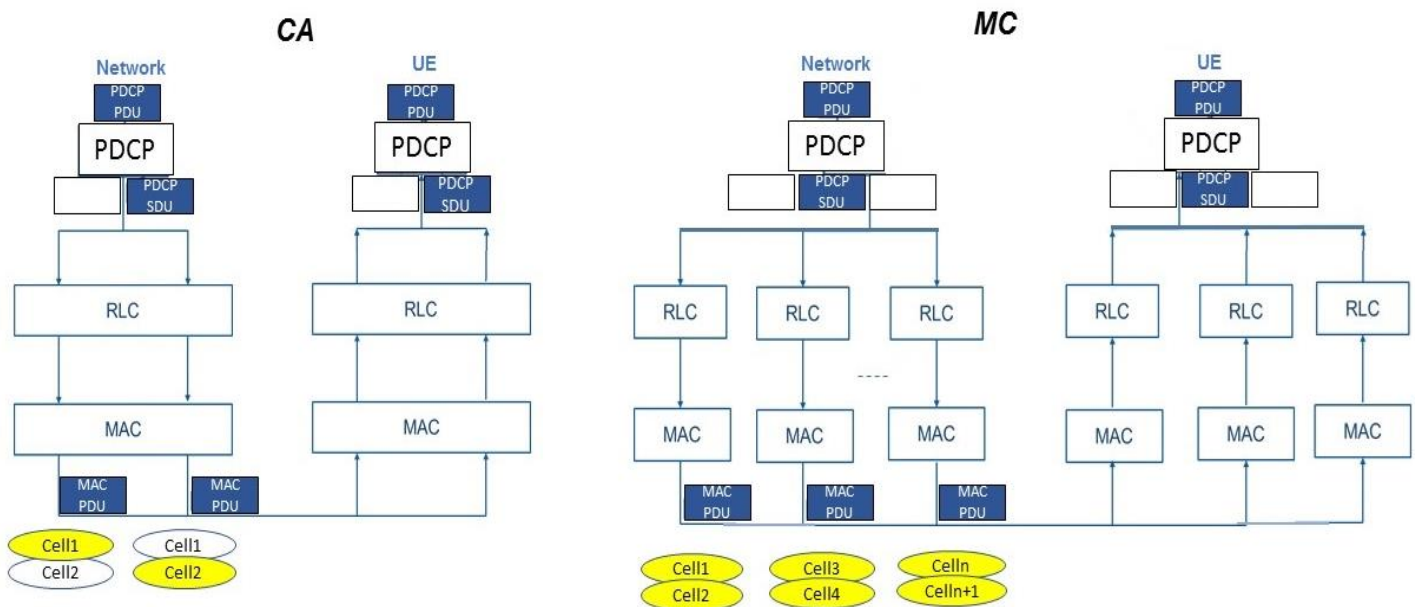 CA
Network
UE
PDCP
PDU
PDCP
PDU
PDCP
PDCP
PDCP
SDU
PDCP
SDU
RLC
RLC
MAC
MAC
MAC
PDU
MAC
PDU
Cell1
Cell2
Cell1
Cell2
MC
Network
UE
PDCP
PDU
PDCP
PDU
PDCP
PDCP
PDCP
SDU
PDCP
SDU
RLC
RLC
RLC
RLC
RLC
RLC
----
MAC
MAC
MAC
MAC
MAC
MAC
MAC
PDU
MAC
PDU
MAC
PDU
Cell1
Cell2
Cell3
Cell4
Celln
Celln+1